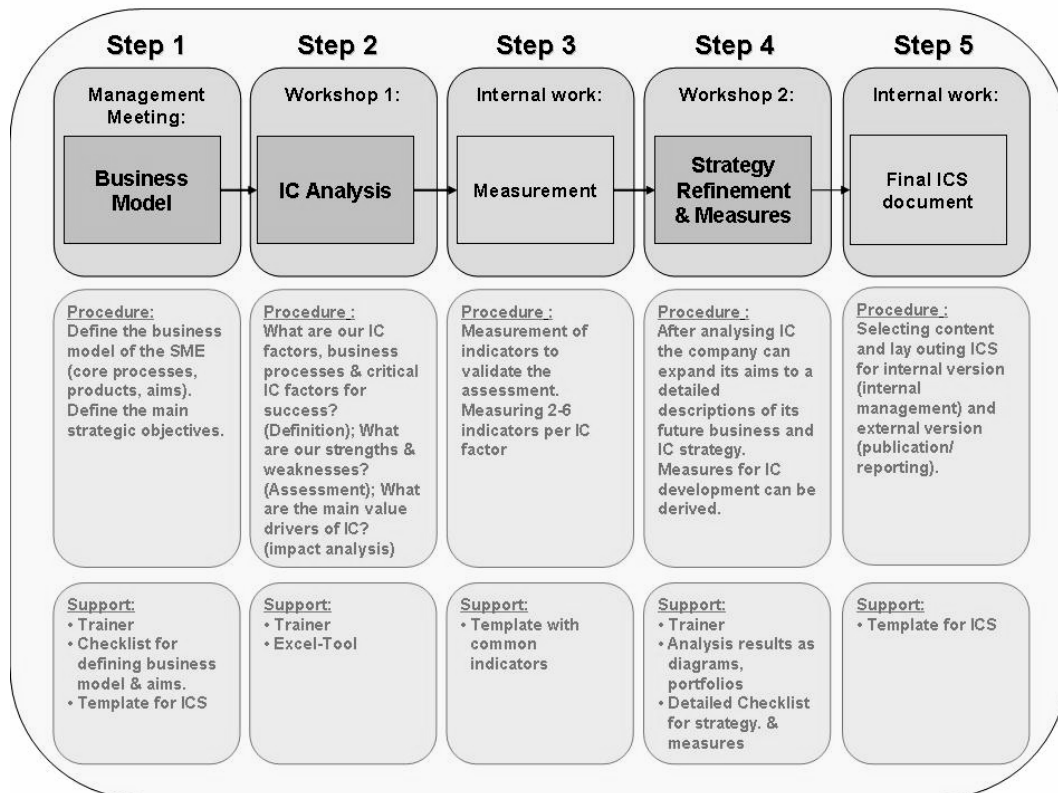 Step 1
Step 2
Step 3
Step 4
Step 5
Management
Meeting:
Business
Model
Workshop 1:
IC Analysis
Internal work:
Measurement
Workshop 2:
Strategy
Refinement
& Measures
Internal work:
Final ICS
document
Procedure:
Define the business
model of the SME
(core processes,
products, aims).
Define the main
strategic objectives.
Procedure :
What are our IC
factors, business
processes & critical
IC factors for
success?
(Definition); What
are our strengths &
weaknesses?
(Assessment); What
are the main value
drivers of IC?
(impact analysis)
Procedure :
Measurement of
indicators to
validate the
assessment.
Measuring 2-6
indicators per IC
factor
Procedure :
After analysing IC
the company can
expand its aims to a
detailed
descriptions of its
future business and
IC strategy.
Measures for IC
development can be
derived.
Procedure :
Selecting content
and lay outing ICS
for internal version
(internal
management) and
external version
(publication/
reporting).
Support:
• Trainer
• Checklist for
defining business
model & aims.
• Template for ICS
Support:
• Trainer
• Excel-Tool
Support:
• Template with
common
indicators
Support:
• Trainer
• Analysis results as
diagrams,
portfolios
• Detailed Checklist
for strategy. &
measures
Support:
• Template for ICS